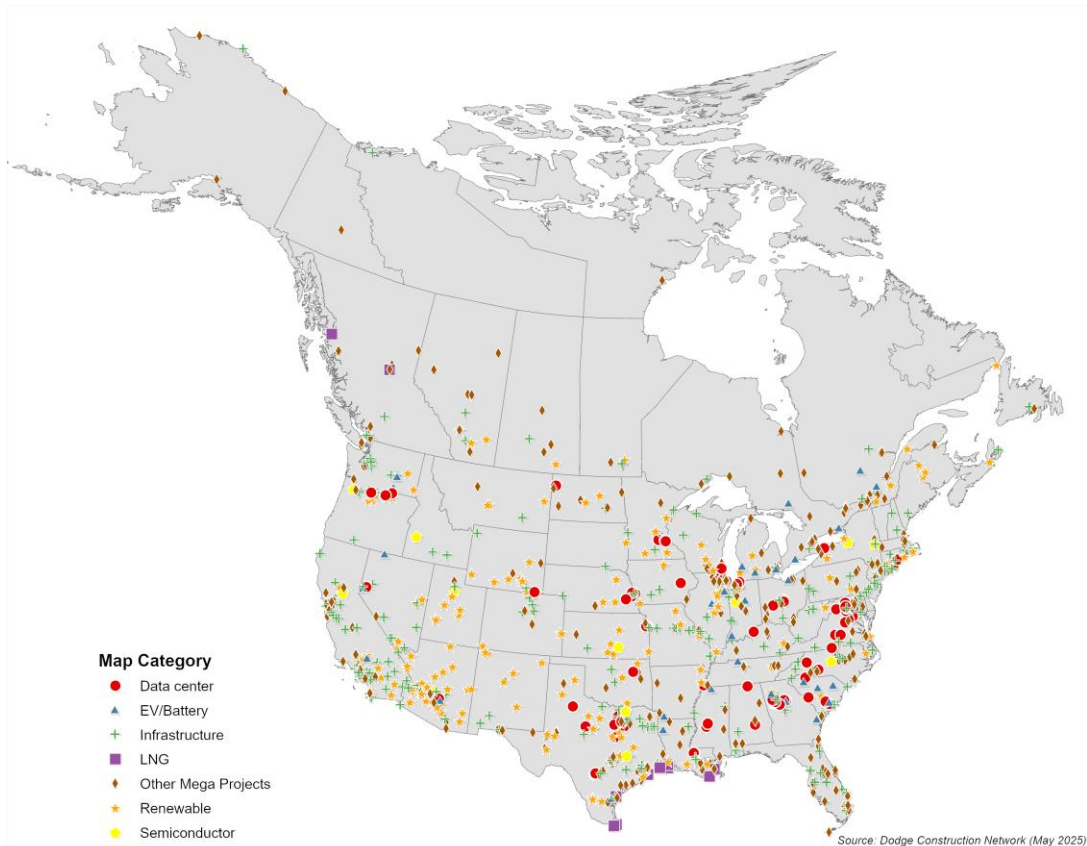 Map Category
Data center
EV/Battery
Infrastructure
LNG
Other Mega Projects
Renewable
Semiconductor
Source: Dodge Construction Network (May 2025)